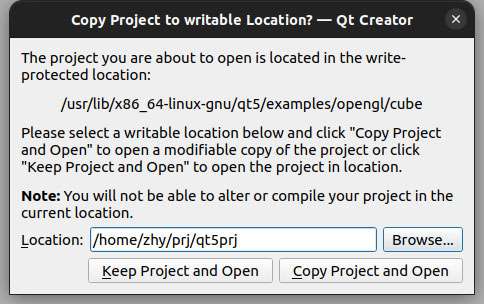 Copy Project to writable Location? — Qt Creator
The project you are about to open is located in the write-
protected location:
/usr/lib/x86_64-linux-gnu/qt5/examples/opengl/cube
Please select a writable location below and click "Copy Project
and Open" to open a modifiable copy of the project or click
"Keep Project and Open" to open the project in location.
Note: You will not be able to alter or compile your project in the
current location.
Location: /home/zhy/prj/qt5prj Browse...
Keep Project and Open Copy Project and Open